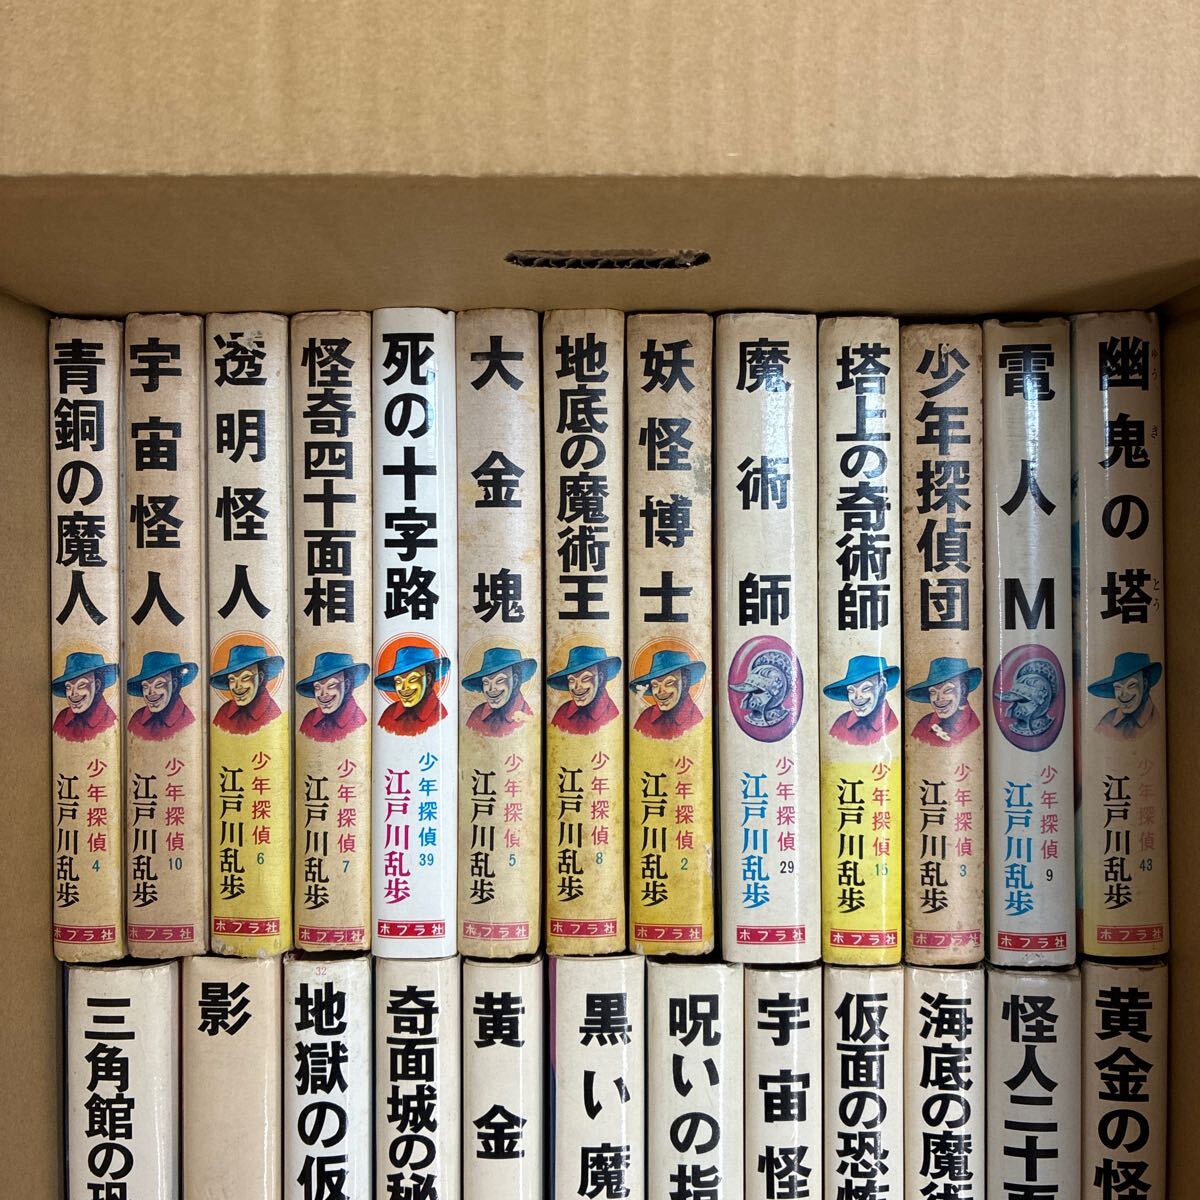 青銅の魔人
少年探偵 4
江戸川乱歩
ポプラ社
宇宙怪人
少年探偵 10
江戸川乱歩
ポプラ社
透明怪人
少年探偵 6
江戸川乱歩
ポプラ社
怪奇四十面相
少年探偵 7
江戸川乱歩
ポプラ社
死の十字路
少年探偵 39
江戸川乱歩
ポプラ社
大金塊
少年探偵 5
江戸川乱歩
ポプラ社
地底の魔術王
少年探偵 8
江戸川乱歩
ポプラ社
妖怪博士
少年探偵 2
江戸川乱歩
ポプラ社
魔術師
少年探偵 29
江戸川乱歩
ポプラ社
塔上の奇術師
少年探偵 15
江戸川乱歩
ポプラ社
少年探偵団
少年探偵 3
江戸川乱歩
ポプラ社
電人M
少年探偵 9
江戸川乱歩
ポプラ社
幽鬼の塔
ゆうき とう
少年探偵 43
江戸川乱歩
ポプラ社
三角館の恐
影
32
地獄の仮
奇面城の秘
黄金
黒い魔
呪いの指
宇宙怪
仮面の恐怖
海底の魔術
怪人二十面
黄金の怪